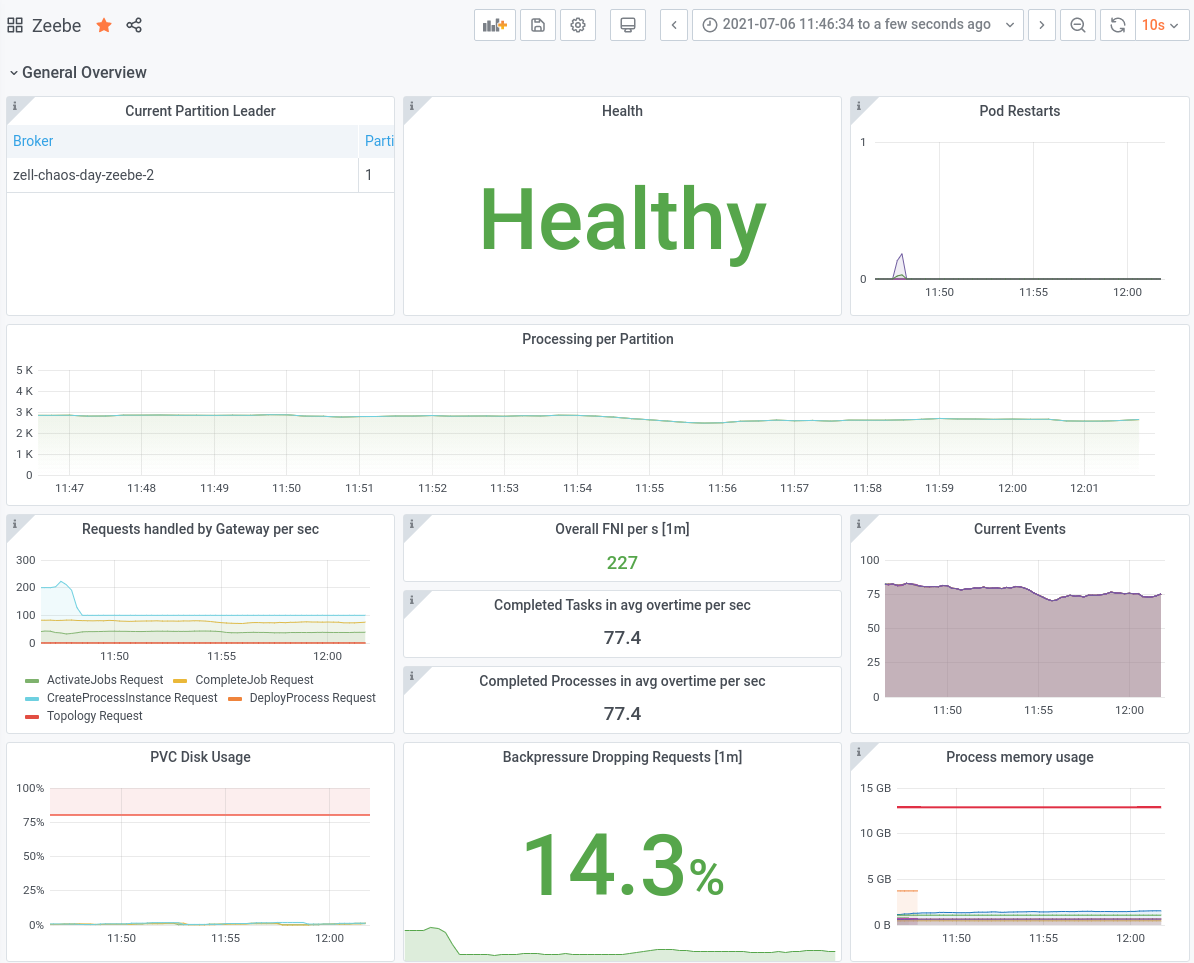 Zeebe
2021-07-06 11:46:34 to a few seconds ago
10s
General Overview
Current Partition Leader
Broker
Parti
zell-chaos-day-zeebe-2
1
Health
Healthy
Pod Restarts
1
0
11:50 11:55 12:00
Processing per Partition
5 K
4 K
3 K
2 K
1 K
0
11:47 11:48 11:49 11:50 11:51 11:52 11:53 11:54 11:55 11:56 11:57 11:58 11:59 12:00 12:01
Requests handled by Gateway per sec
300
200
100
0
11:50 11:55 12:00
ActivateJobs Request CompleteJob Request
CreateProcessInstance Request DeployProcess Request
Topology Request
Overall FNI per s [1m]
227
Completed Tasks in avg overtime per sec
77.4
Completed Processes in avg overtime per sec
77.4
Current Events
100
75
50
25
0
11:50 11:55 12:00
PVC Disk Usage
100%
75%
50%
25%
0%
11:50 11:55 12:00
Backpressure Dropping Requests [1m]
14.3%
Process memory usage
15 GB
10 GB
5 GB
0 B
11:50 11:55 12:00